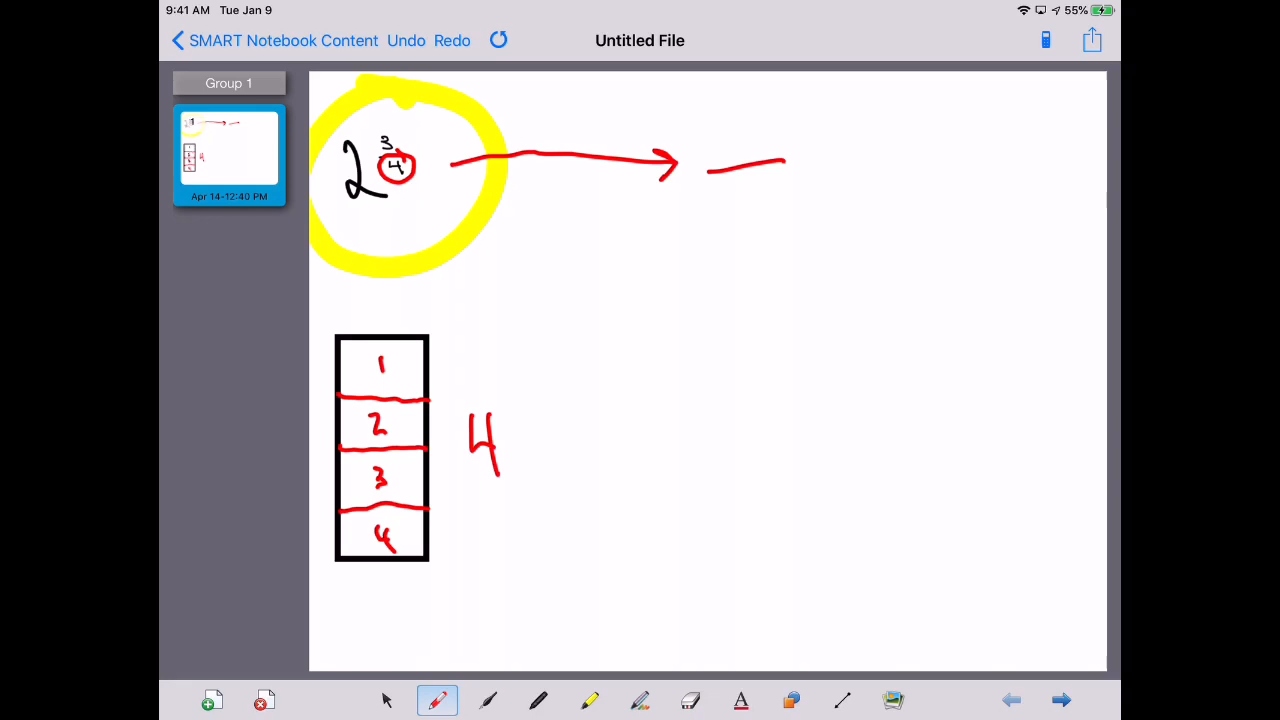 9:41 AM Tue Jan 9
55%
SMART Notebook Content Undo Redo
Untitled File
Group 1
Apr 14-12:40 PM
2 3/4
1
2
3
4
4
A